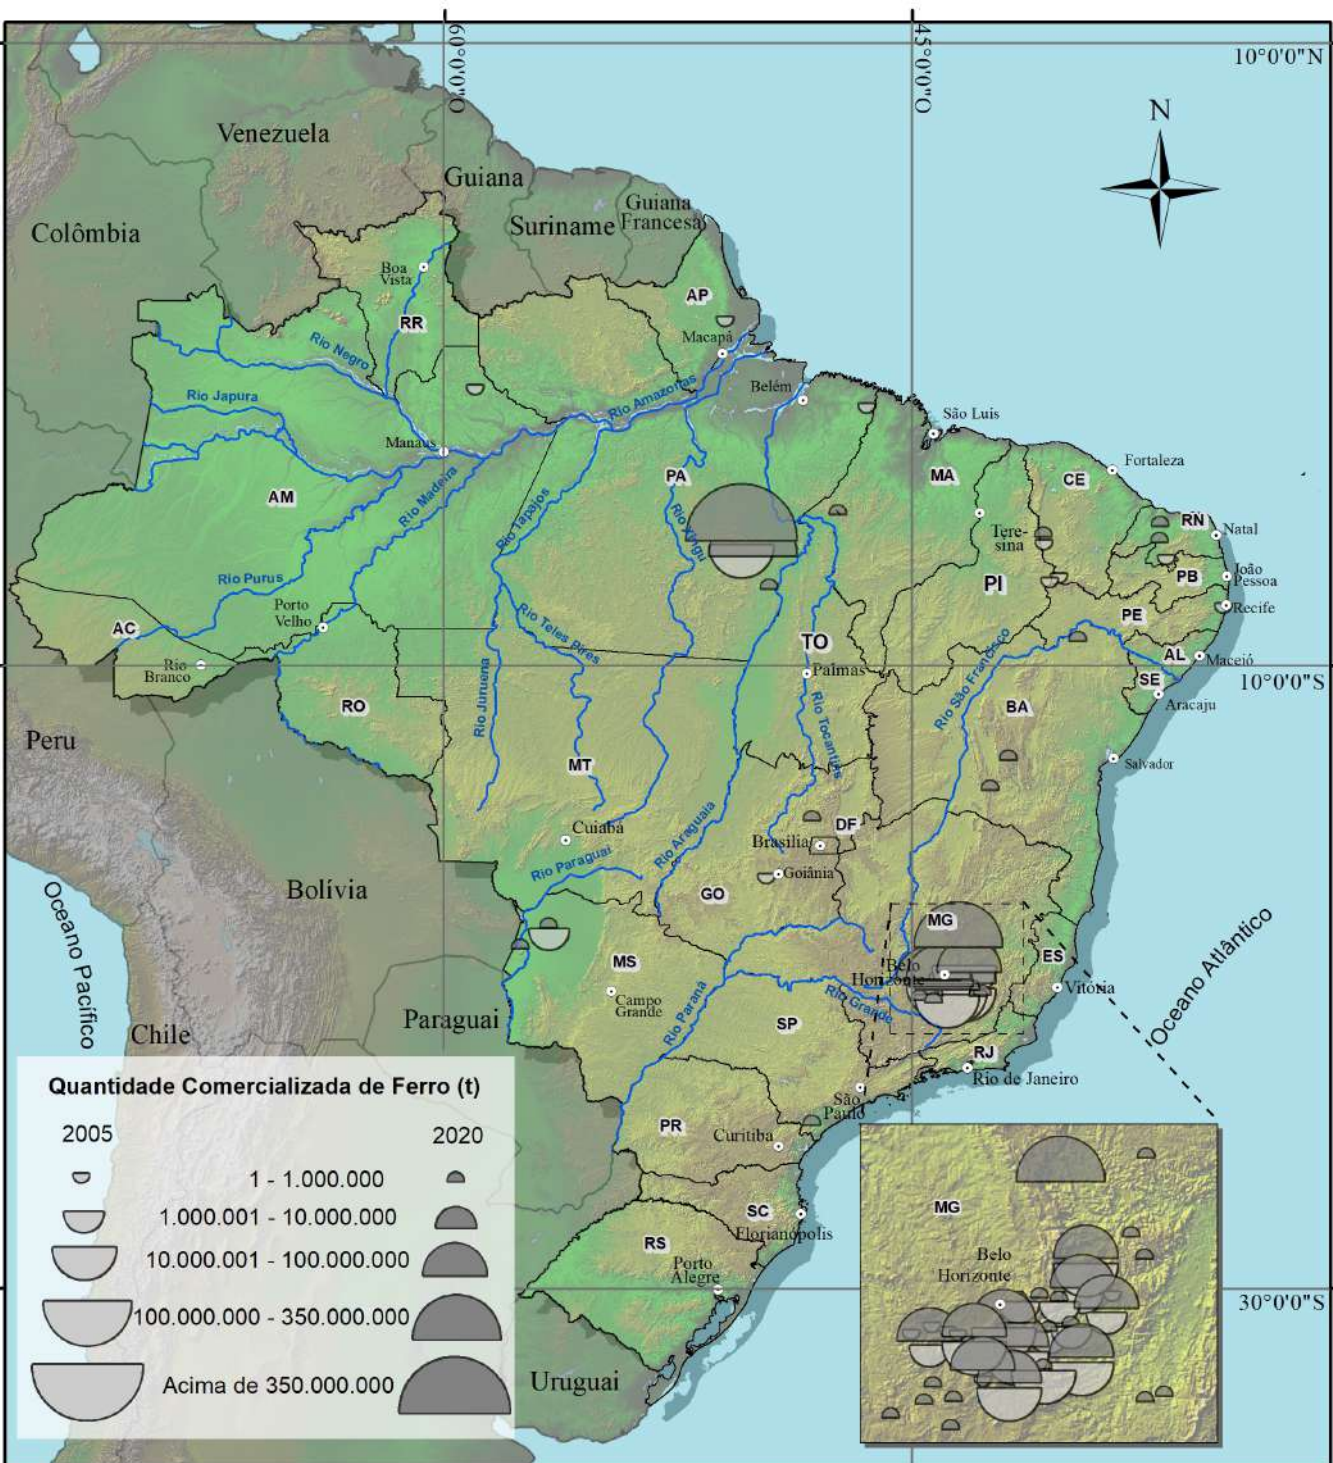 60°0'0"O
45°0'0"O
10°0'0"N
N
Venezuela
Guiana
Suriname
Guiana
Francesa
Colômbia
Boa
Vista
RR
AP
Macapá
Rio Negro
Rio Japura
Rio Amazonas
Belém
São Luis
Manaus
AM
Rio Madeira
Rio Tapajos
PA
Rio Xingu
MA
CE
Fortaleza
RN
Natal
Tere-
sina
PI
PB
João
Pessoa
Recife
PE
Rio Purus
Porto
Velho
AC
Rio
Branco
Rio Teles Pires
TO
Palmas
AL
Maceió
SE
Aracaju
10°0'0"S
RO
Rio Juruena
Rio Tocantins
Rio São Francisco
BA
Salvador
Peru
MT
Cuiabá
Rio Paraguai
Rio Araguaia
DF
Brasilia
Goiânia
GO
Bolívia
Oceano Pacífico
MG
Belo
Horizonte
ES
Vitória
Oceano Atlântico
MS
Campo
Grande
Rio Paraná
Rio Grande
SP
RJ
Rio de Janeiro
Chile
Paraguai
São
Paulo
PR
Curitiba
SC
Florianópolis
RS
Porto
Alegre
Uruguai
30°0'0"S
Quantidade Comercializada de Ferro (t)
2005 2020
1 - 1.000.000
1.000.001 - 10.000.000
10.000.001 - 100.000.000
100.000.000 - 350.000.000
Acima de 350.000.000
MG
Belo
Horizonte